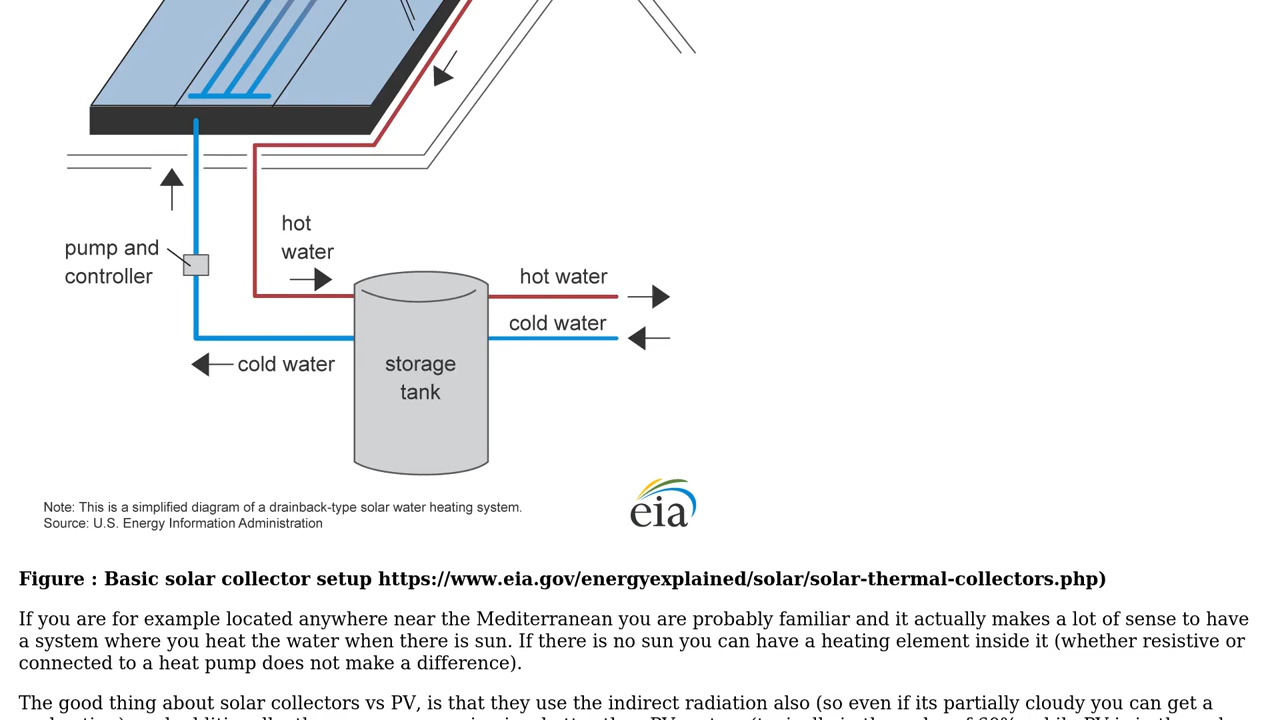 hot
water
pump and
controller
hot water
cold water
cold water
storage
tank
Note: This is a simplified diagram of a drainback-type solar water heating system.
Source: U.S. Energy Information Administration
eia
Figure : Basic solar collector setup https://www.eia.gov/energyexplained/solar/solar-thermal-collectors.php)
If you are for example located anywhere near the Mediterranean you are probably familiar and it actually makes a lot of sense to have
a system where you heat the water when there is sun. If there is no sun you can have a heating element inside it (whether resistive or
connected to a heat pump does not make a difference).
The good thing about solar collectors vs PV, is that they use the indirect radiation also (so even if its partially cloudy you can get a